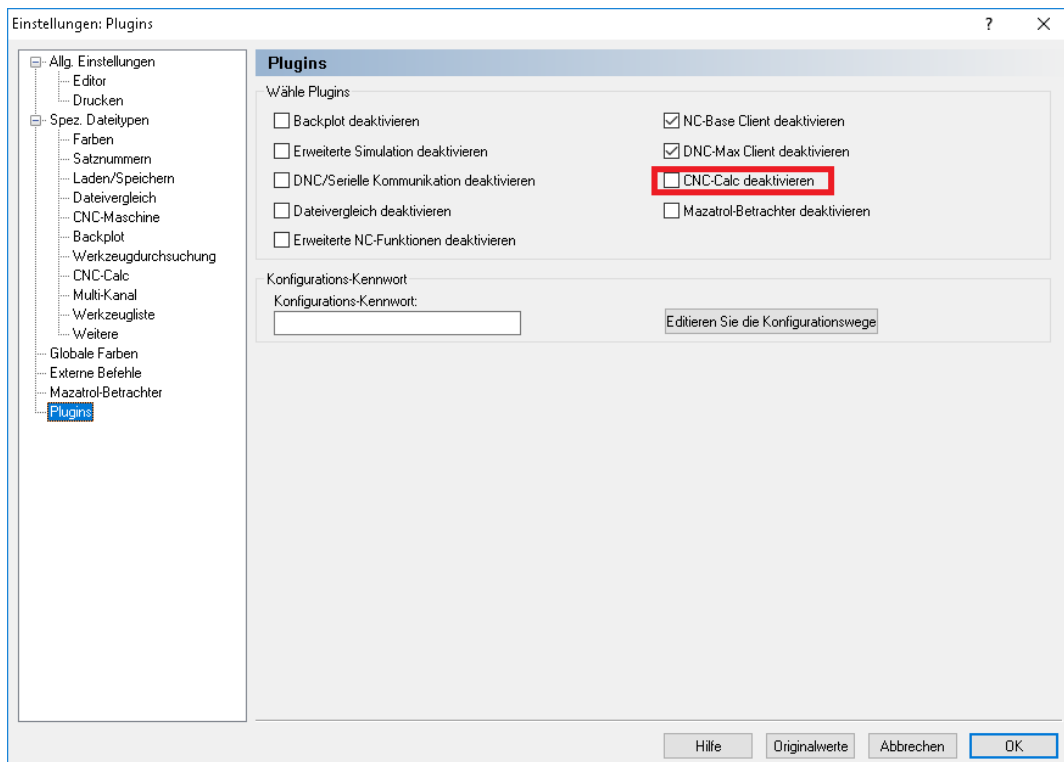 Einstellungen: Plugins
?
Allg. Einstellungen
Editor
Drucken
Spez. Dateitypen
Farben
Satznummern
Laden/Speichern
Dateivergleich
CNC-Maschine
Backplot
Werkzeugdurchsuchung
CNC-Calc
Multi-Kanal
Werkzeugliste
Weitere
Globale Farben
Externe Befehle
Mazatrol-Betrachter
Plugins
Plugins
Wähle Plugins
Backplot deaktivieren
Erweiterte Simulation deaktivieren
DNC/Serielle Kommunikation deaktivieren
Dateivergleich deaktivieren
Erweiterte NC-Funktionen deaktivieren
NC-Base Client deaktivieren
DNC-Max Client deaktivieren
CNC-Calc deaktivieren
Mazatrol-Betrachter deaktivieren
Konfigurations-Kennwort
Konfigurations-Kennwort:
Editieren Sie die Konfigurationswege
Hilfe
Originalwerte
Abbrechen
OK